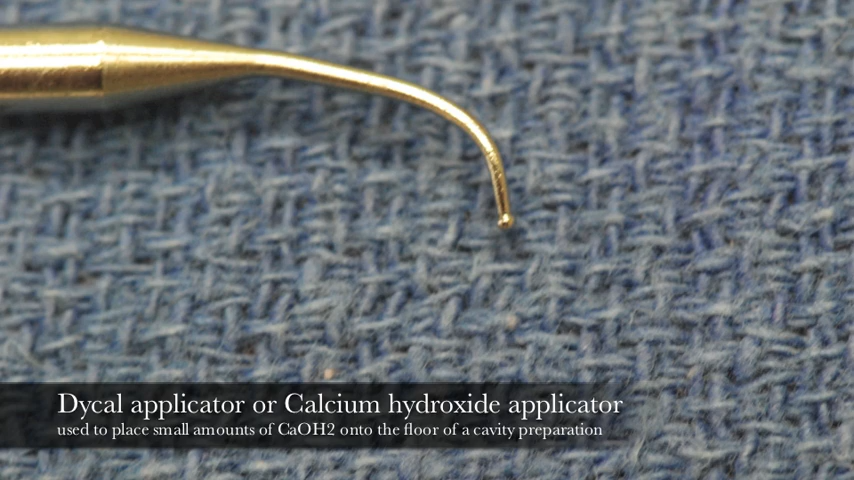 Dycal applicator or Calcium hydroxide applicator
used to place small amounts of CaOH2 onto the floor of a cavity preparation